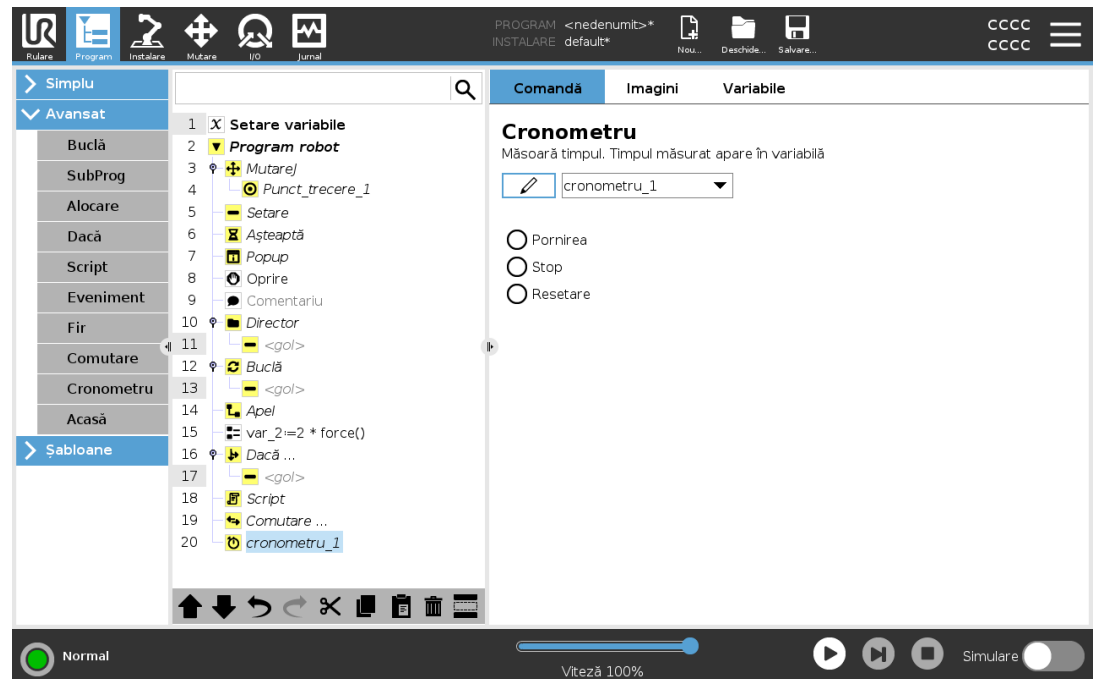 UR
Rulare
Program
Instalare
Mutare
I/O
Jurnal
PROGRAM <nedenumit>*
INSTALARE default*
Nou...
Deschide...
Salvare...
cccc
cccc
Simplu
Avansat
Buclă
SubProg
Alocare
Dacă
Script
Eveniment
Fir
Comutare
Cronometru
Acasă
Șabloane
1 X Setare variabile
2 Program robot
3 MutareJ
4 Punct_trecere_1
5 Setare
6 Așteaptă
7 Popup
8 Oprire
9 Comentariu
10 Director
11 <gol>
12 Buclă
13 <gol>
14 Apel
15 var_2≔2 * force()
16 Dacă ...
17 <gol>
18 Script
19 Comutare ...
20 cronometru_1
Comandă
Imagini
Variabile
Cronometru
Măsoară timpul. Timpul măsurat apare în variabilă
cronometru_1
Pornirea
Stop
Resetare
Normal
Viteză 100%
Simulare